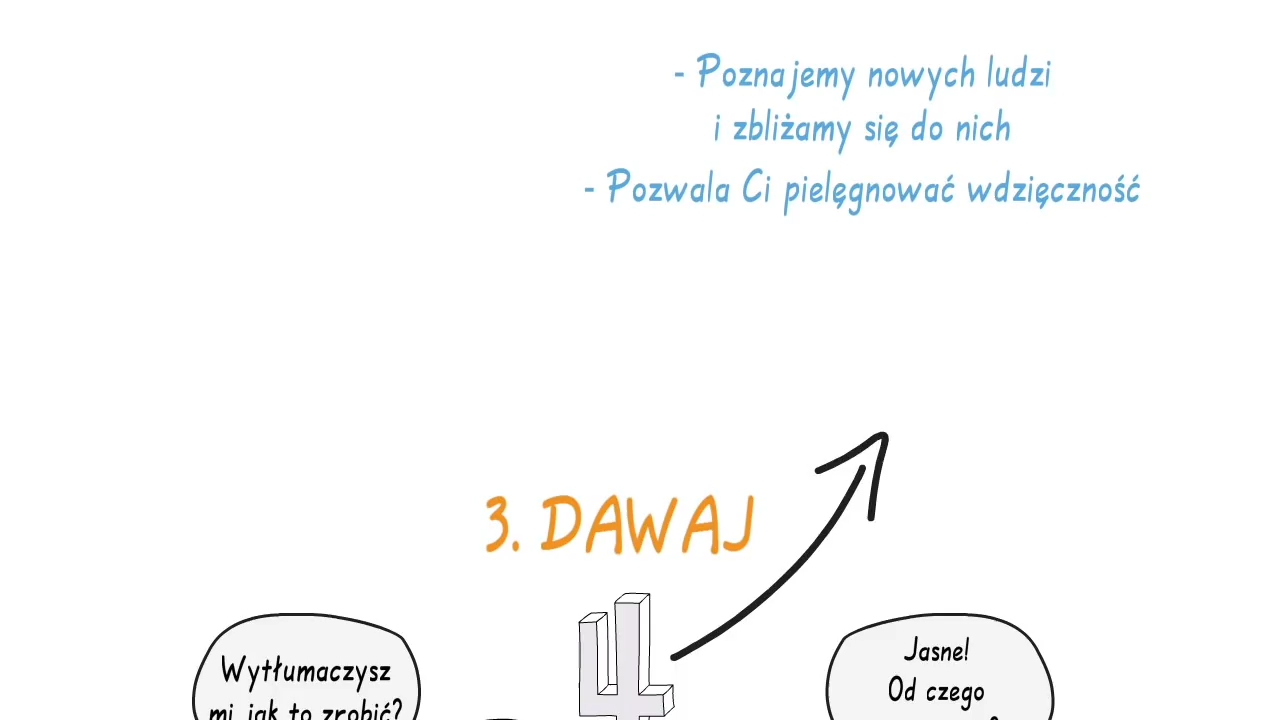 - Poznajemy nowych ludzi
i zbliżamy się do nich
- Pozwala Ci pielęgnować wdzięczność
3. DAWAJ
4
Wytłumaczysz
mi, jak to zrobić?
Jasne!
Od czego